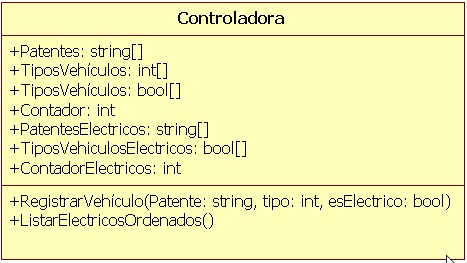 Controladora
+Patentes: string[]
+TiposVehículos: int[]
+TiposVehículos: bool[]
+Contador: int
+PatentesElectricos: string[]
+TiposVehiculosElectricos: bool[]
+ContadorElectricos: int
+RegistrarVehículo(Patente: string, tipo: int, esElectrico: bool)
+ListarElectricosOrdenados()